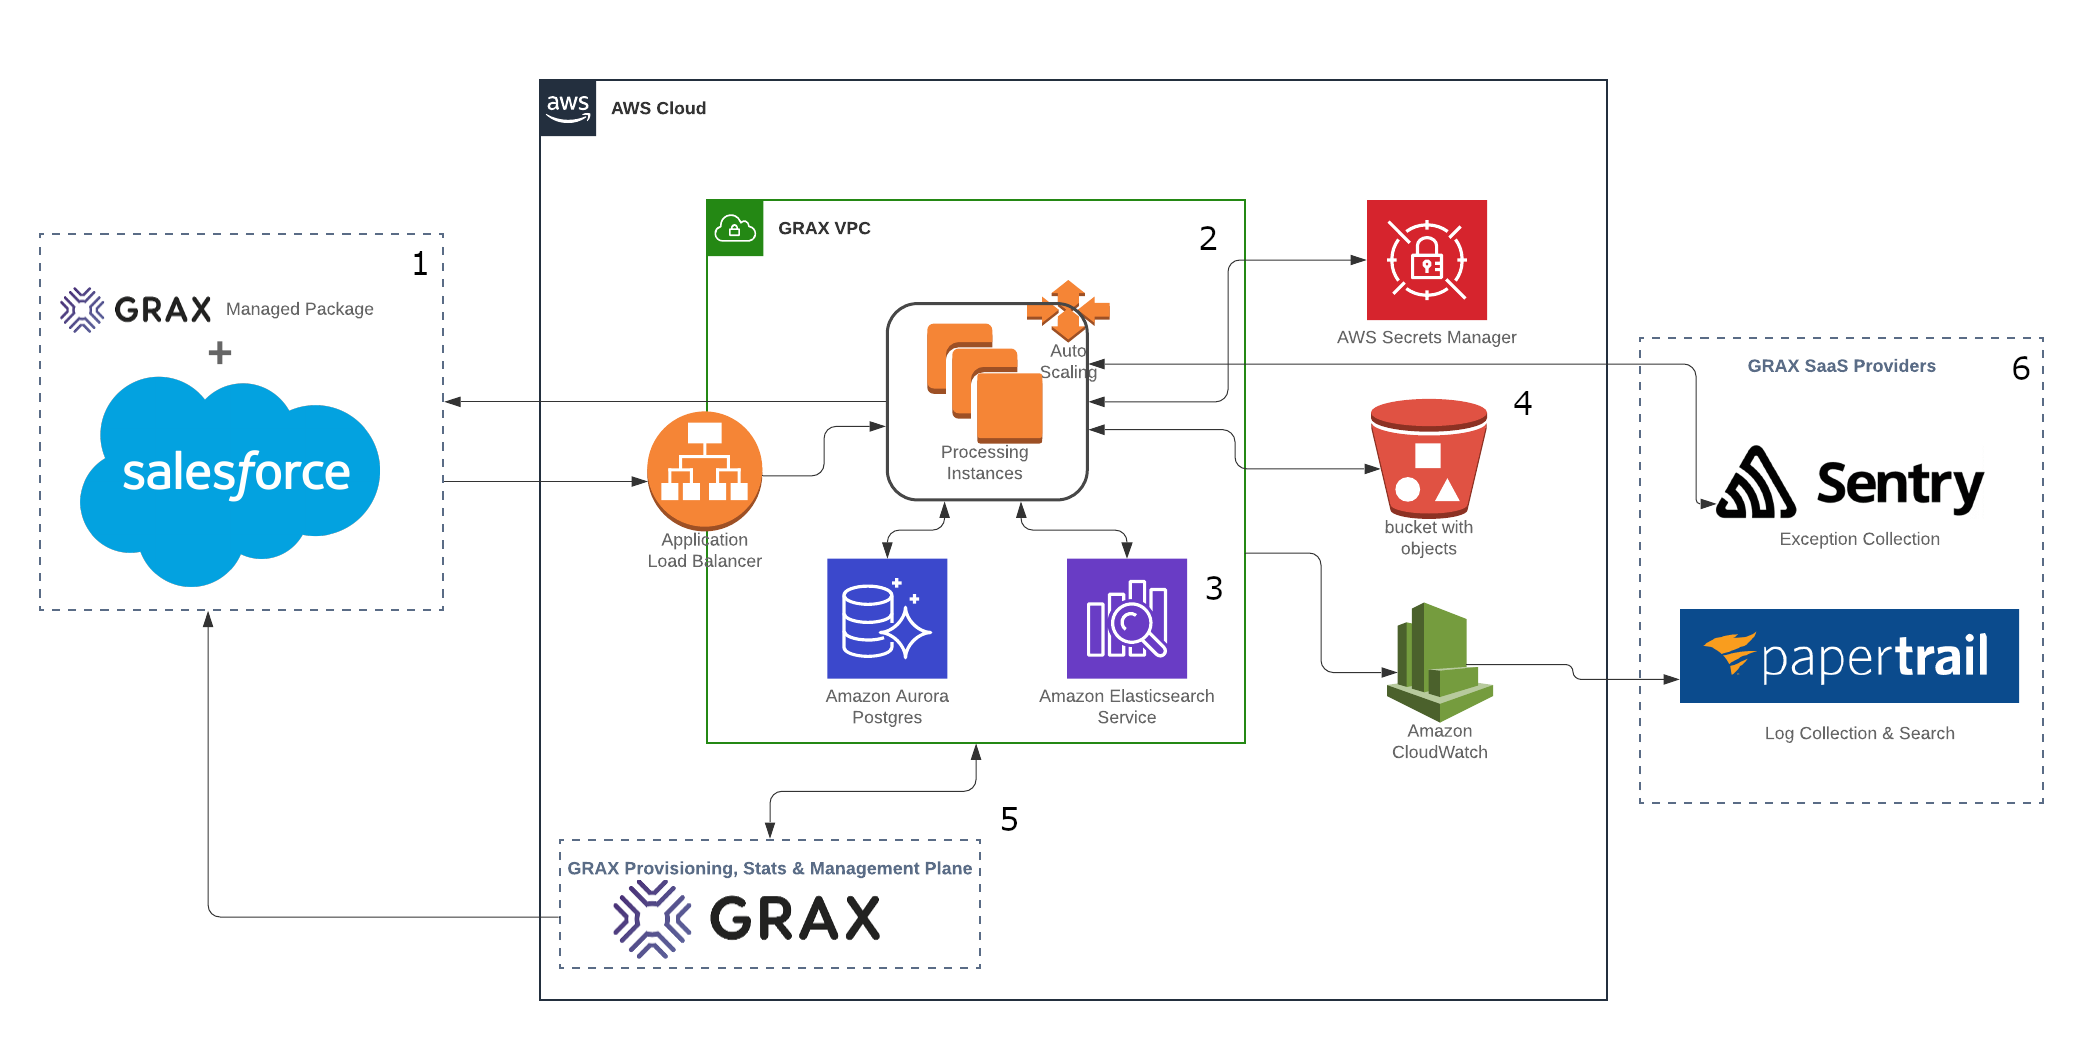 aws
AWS Cloud
GRAX VPC
2
1
GRAX Managed Package
+
salesforce
Auto
Scaling
Processing
Instances
Application
Load Balancer
Amazon Aurora
Postgres
Amazon Elasticsearch
Service
3
AWS Secrets Manager
4
bucket with
objects
Amazon
CloudWatch
5
GRAX Provisioning, Stats & Management Plane
GRAX
GRAX SaaS Providers
6
Sentry
Exception Collection
papertrail
Log Collection & Search